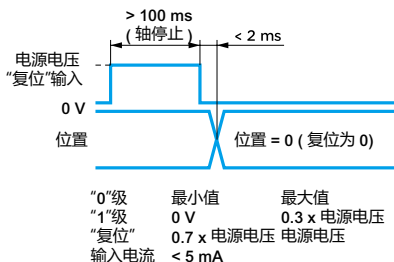 > 100 ms
( 轴停止 )
< 2 ms
电源电压
“复位”输入
0 V
位置
位置 = 0 ( 复位为 0)
“0”级 最小值 最大值
“1”级 0 V 0.3 x 电源电压
“复位” 0.7 x 电源电压 电源电压
输入电流 < 5 mA